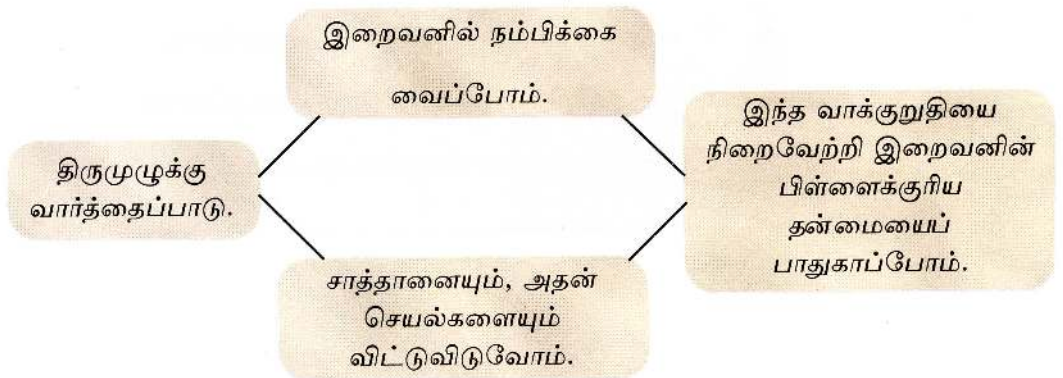 இறைவனில் நம்பிக்கை
வைப்போம்.
திருமுழுக்கு
வார்த்தைப்பாடு.
இந்த வாக்குறுதியை
நிறைவேற்றி இறைவனின்
பிள்ளைக்குரிய
தன்மையைப்
பாதுகாப்போம்.
சாத்தானையும், அதன்
செயல்களையும்
விட்டுவிடுவோம்.